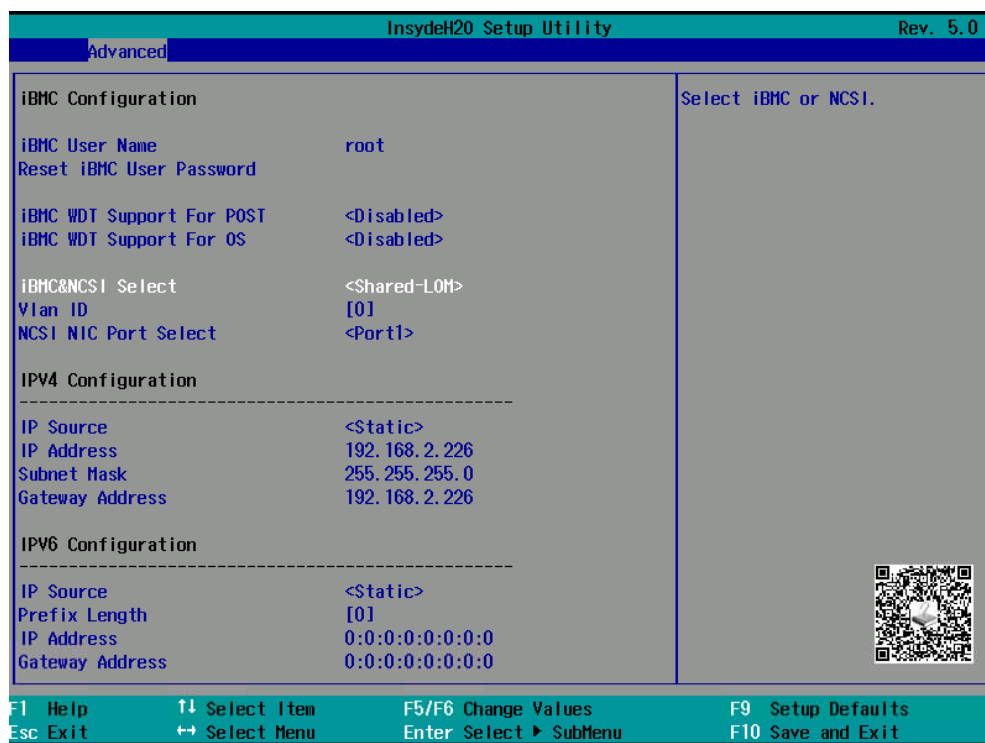 InsydeH20 Setup Utility Rev. 5.0
Advanced
iBMC Configuration
Select iBMC or NCSI.
iBMC User Name root
Reset iBMC User Password
iBMC WDT Support For POST <Disabled>
iBMC WDT Support For OS <Disabled>
iBMC&NCSI Select <Shared-LOM>
Vlan ID [0]
NCSI NIC Port Select <Port1>
IPV4 Configuration
--------------------------------------------------
IP Source <Static>
IP Address 192.168.2.226
Subnet Mask 255.255.255.0
Gateway Address 192.168.2.226
IPV6 Configuration
--------------------------------------------------
IP Source <Static>
Prefix Length [0]
IP Address 0:0:0:0:0:0:0:0
Gateway Address 0:0:0:0:0:0:0:0
F1 Help ↑↓ Select Item F5/F6 Change Values F9 Setup Defaults
Esc Exit ↔ Select Menu Enter Select ▶ SubMenu F10 Save and Exit